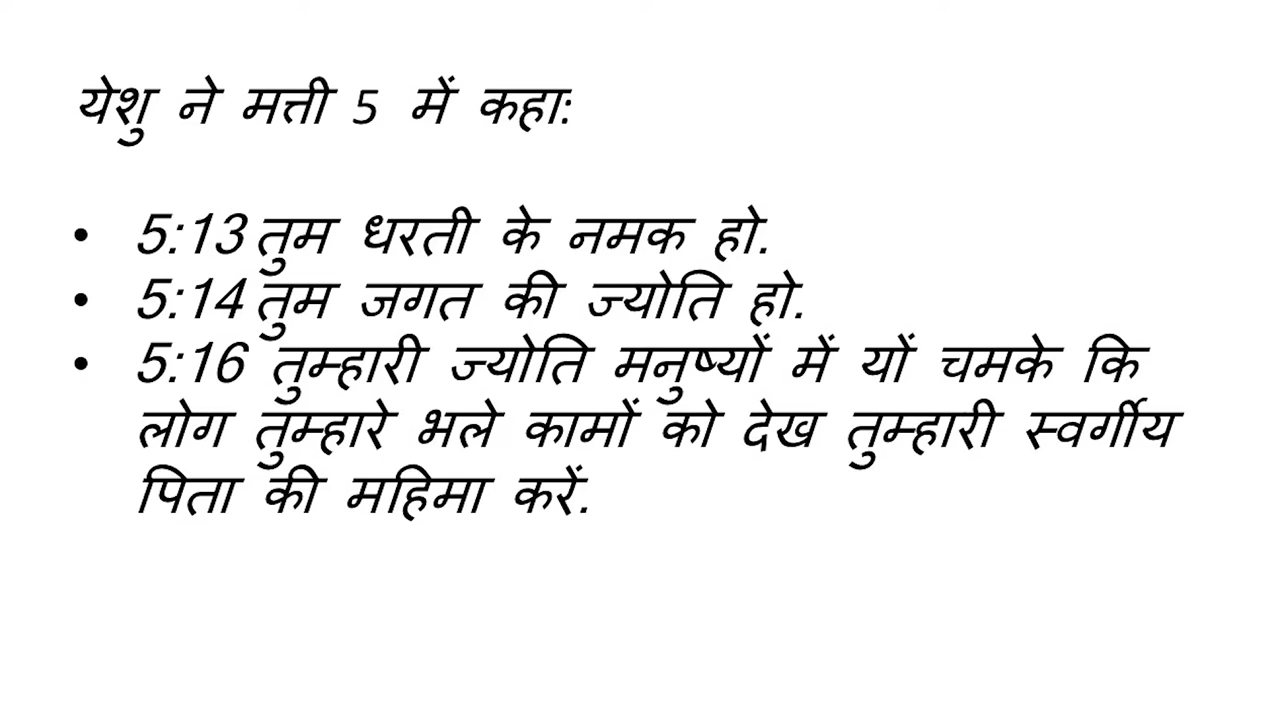 येशु ने मत्ती 5 में कहा:
• 5:13 तुम धरती के नमक हो.
• 5:14 तुम जगत की ज्योति हो.
• 5:16 तुम्हारी ज्योति मनुष्यों में यों चमके कि
लोग तुम्हारे भले कामों को देख तुम्हारी स्वर्गीय
पिता की महिमा करें.